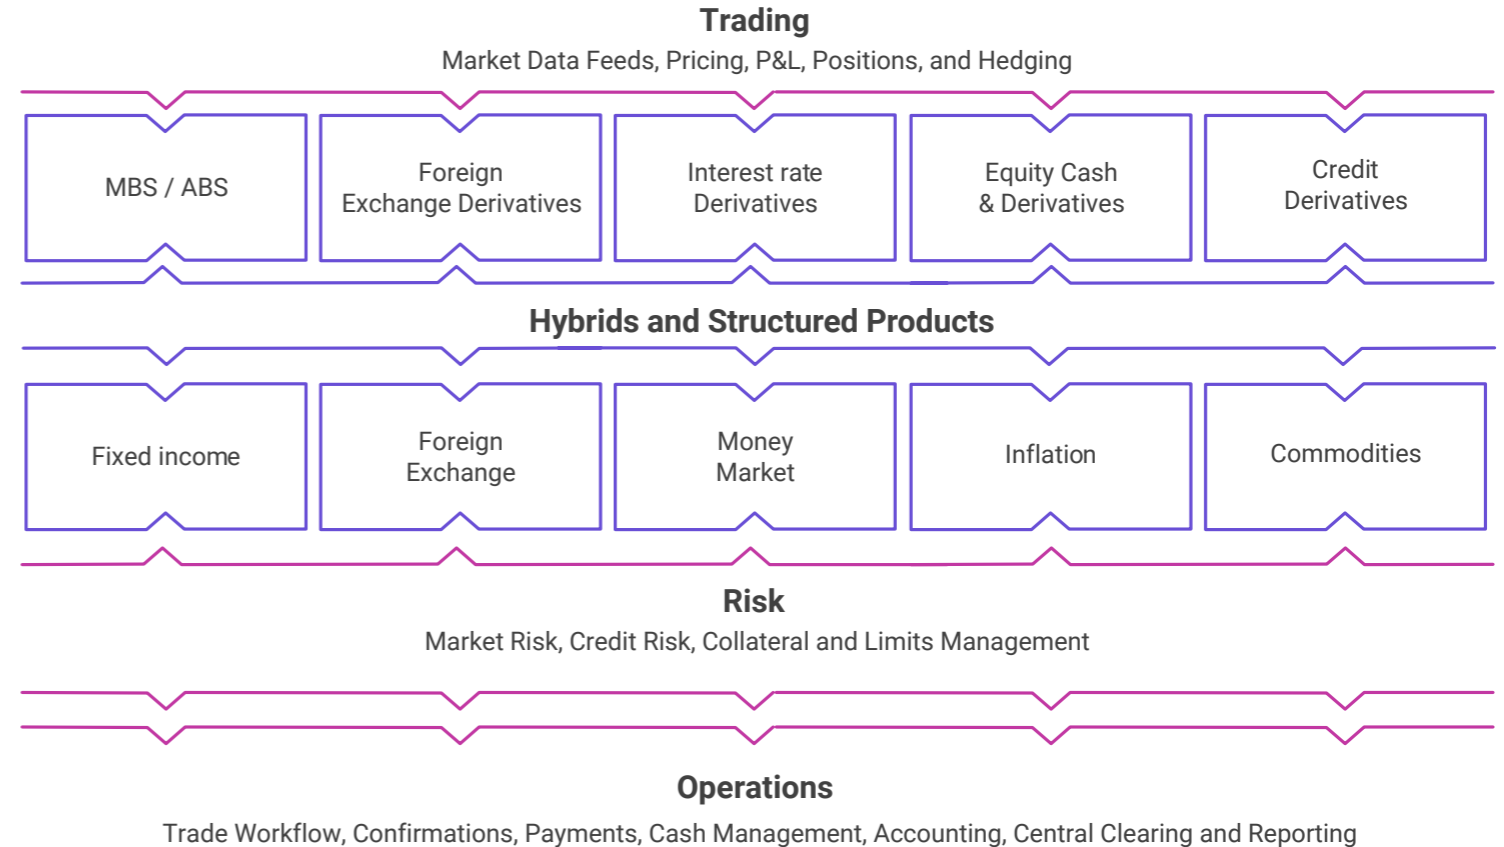 Trading
Market Data Feeds, Pricing, P&L, Positions, and Hedging
MBS / ABS
Foreign
Exchange Derivatives
Interest rate
Derivatives
Equity Cash
& Derivatives
Credit
Derivatives
Hybrids and Structured Products
Fixed income
Foreign
Exchange
Money
Market
Inflation
Commodities
Risk
Market Risk, Credit Risk, Collateral and Limits Management
Operations
Trade Workflow, Confirmations, Payments, Cash Management, Accounting, Central Clearing and Reporting